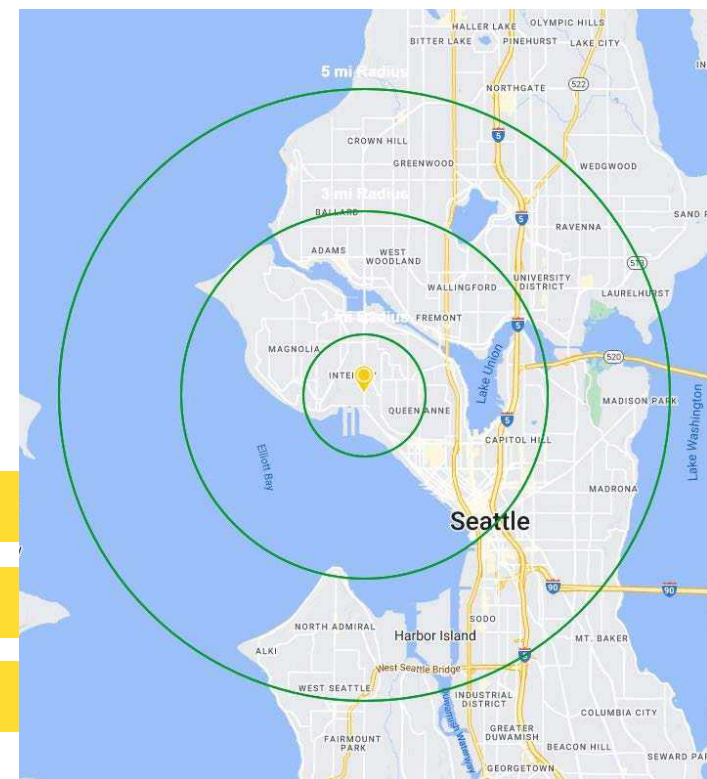 HALLER LAKE
OLYMPIC HILLS
BITTER LAKE
PINEHURST
LAKE CITY
5 mi Radius
NORTHGATE
522
5
CROWN HILL
GREENWOOD
WEDGWOOD
3 mi Radius
BALLARD
5
SAND
RAVENNA
ADAMS
WEST
WOODLAND
513
UNIVERSITY
DISTRICT
WALLINGFORD
LAURELHURST
Radius
FREMONT
5
MAGNOLIA
520
Lake Union
QUEEN ANNE
MADISON PARK
5
CAPITOL HILL
Lake Washington
Elliott Bay
MADRONA
Seattle
90
90
SODO
NORTH ADMIRAL
Harbor Island
MT. BAKER
ALKI
5
West Seattle Bridge
WEST SEATTLE
INDUSTRIAL
DISTRICT
Duwamish Waterway
COLUMBIA CITY
GREATER
DUWAMISH
FAIRMOUNT
PARK
BEACON HILL
SEWARD PA
GEORGETOWN